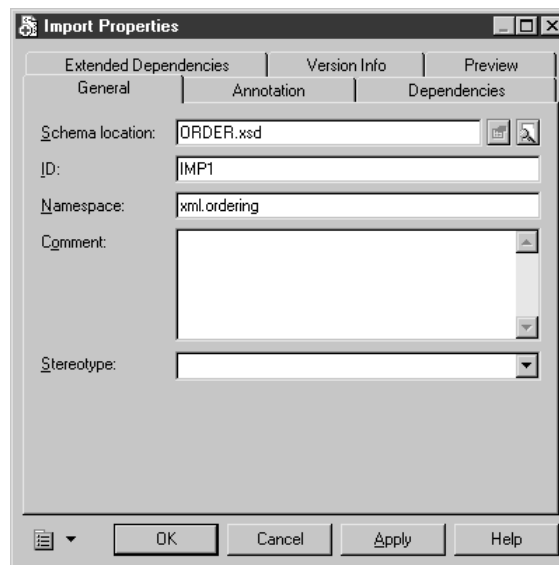 Import Properties
Extended Dependencies Version Info Preview
General Annotation Dependencies
Schema location: ORDER.xsd
ID: IMP1
Namespace: xml.ordering
Comment:
Stereotype:
OK Cancel Apply Help